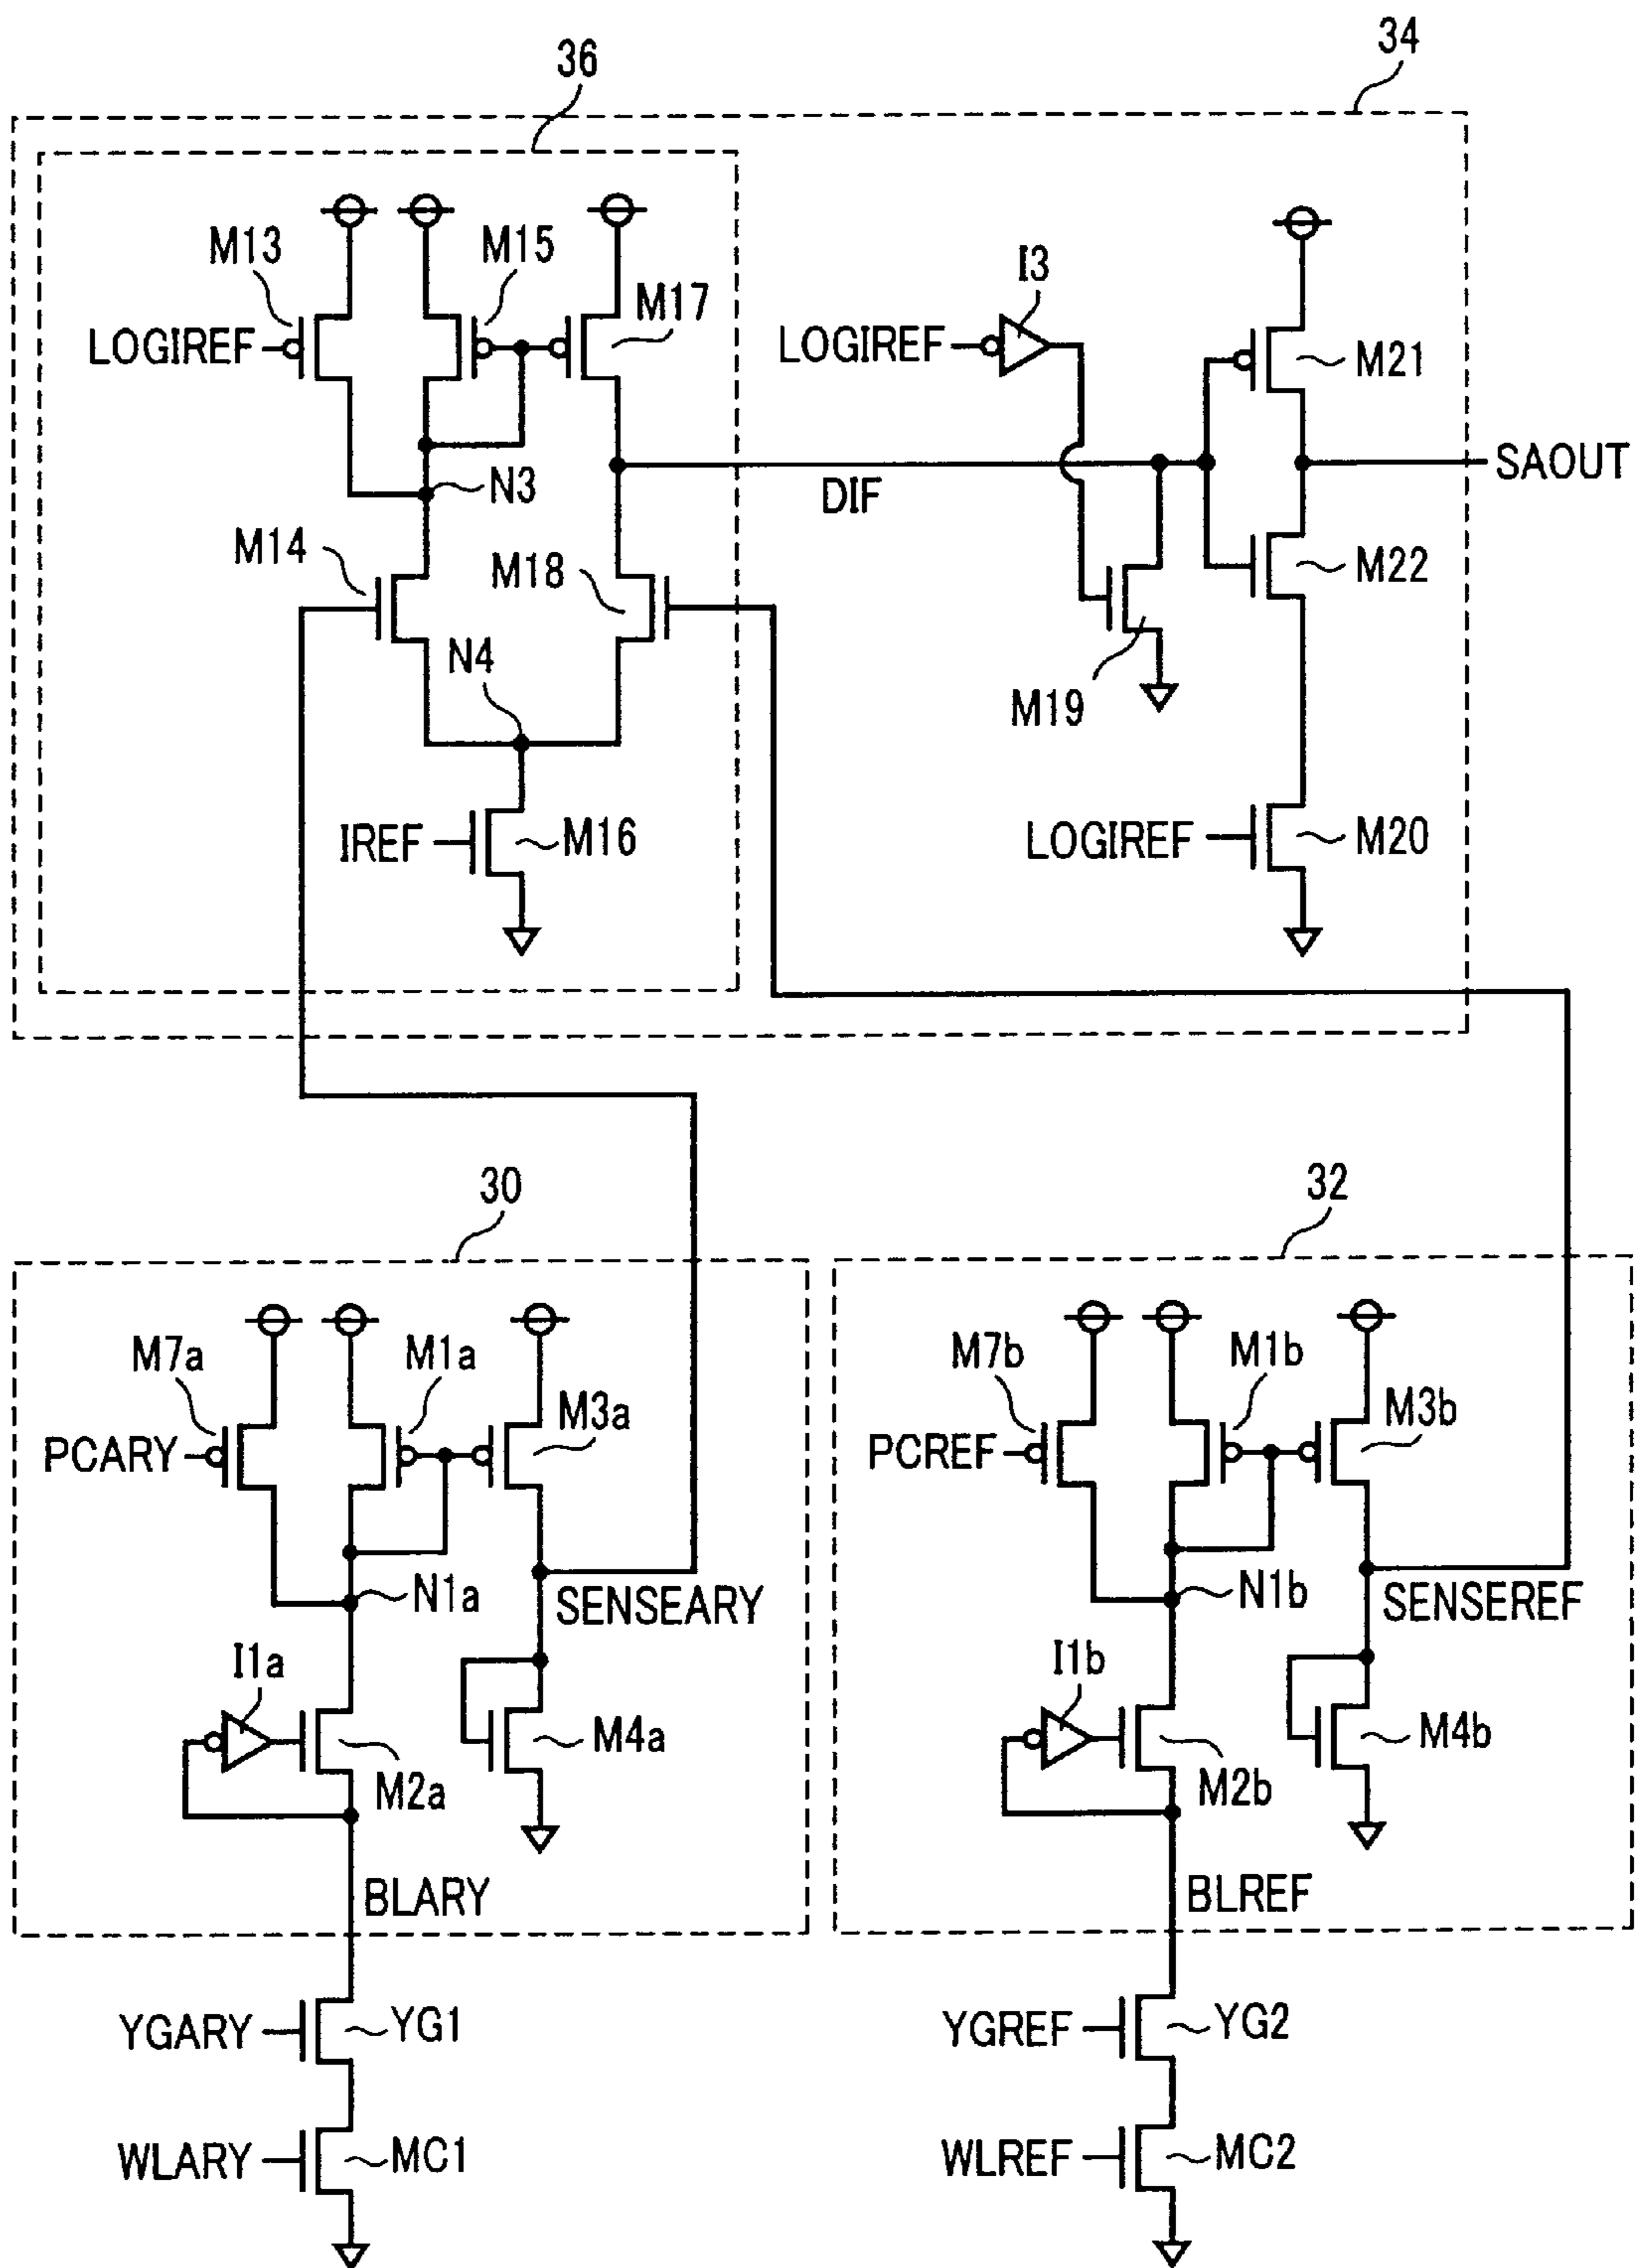 34
36
M13
M15
M17
I3
LOGIREF
LOGIREF
M21
N3
DIF
SAOUT
M14
M18
M22
N4
M19
IREF
M16
LOGIREF
M20
30
32
M7a
M1a
M3a
M7b
M1b
M3b
PCARY
PCREF
N1a
SENSEARY
N1b
SENSEREF
I1a
I1b
M4a
M4b
M2a
M2b
BLARY
BLREF
YGARY
YG1
YGREF
YG2
WLARY
MC1
WLREF
MC2